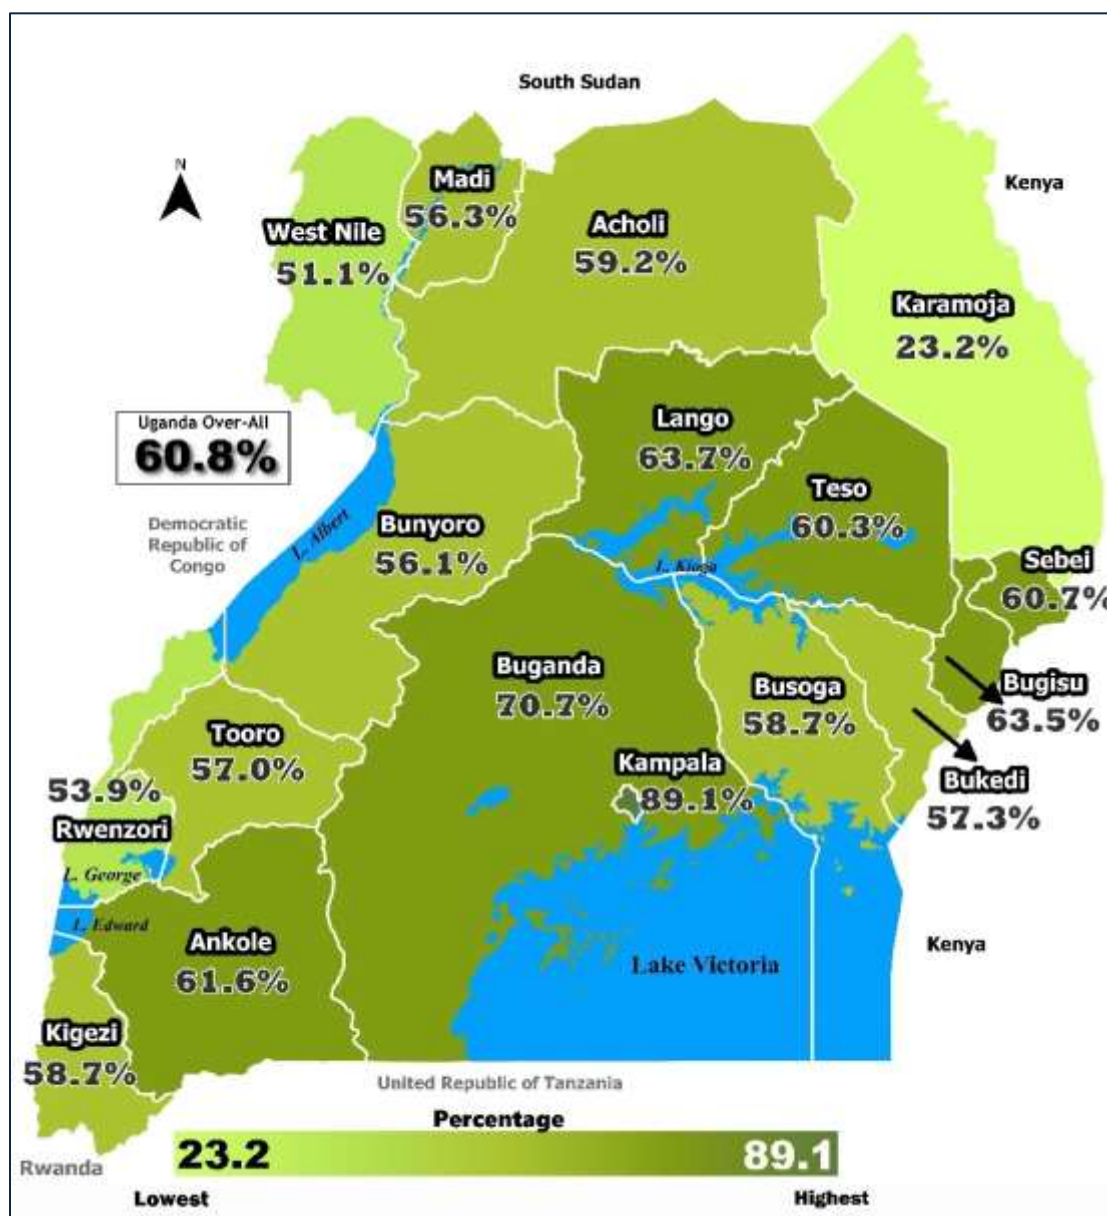 South Sudan
N
Madi
56.3%
Kenya
West Nile
51.1%
Acholi
59.2%
Karamoja
23.2%
Uganda Over-All
60.8%
Lango
63.7%
Teso
60.3%
Democratic
Republic of
Congo
L. Albert
Bunyoro
56.1%
L. Kioga
Sebei
60.7%
Buganda
70.7%
Busoga
58.7%
Bugisu
63.5%
Tooro
57.0%
Kampala
89.1%
Bukedi
57.3%
53.9%
Rwenzori
L. George
L. Edward
Ankole
61.6%
Kenya
Lake Victoria
Kigezi
58.7%
United Republic of Tanzania
Rwanda
Percentage
23.2
89.1
Lowest
Highest